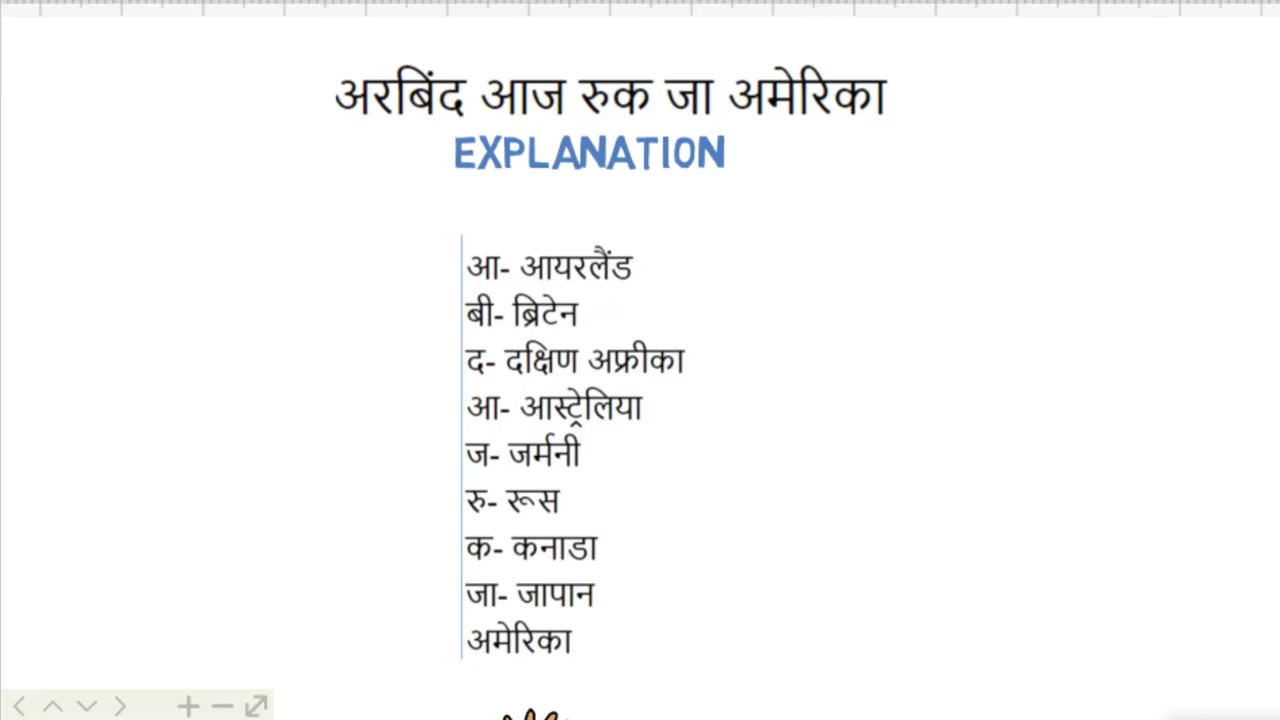 अरबिंद आज रुक जा अमेरिका
EXPLANATION
आ- आयरलैंड
बी- ब्रिटेन
द- दक्षिण अफ्रीका
आ- आस्ट्रेलिया
ज- जर्मनी
रु- रूस
क- कनाडा
जा- जापान
अमेरिका